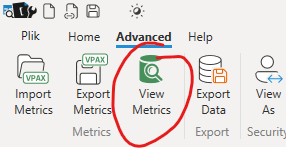 Plik Home Advanced Help
VPAX VPAX
Import Metrics
Export Metrics
View Metrics
Export Data
View As
Metrics Export Security